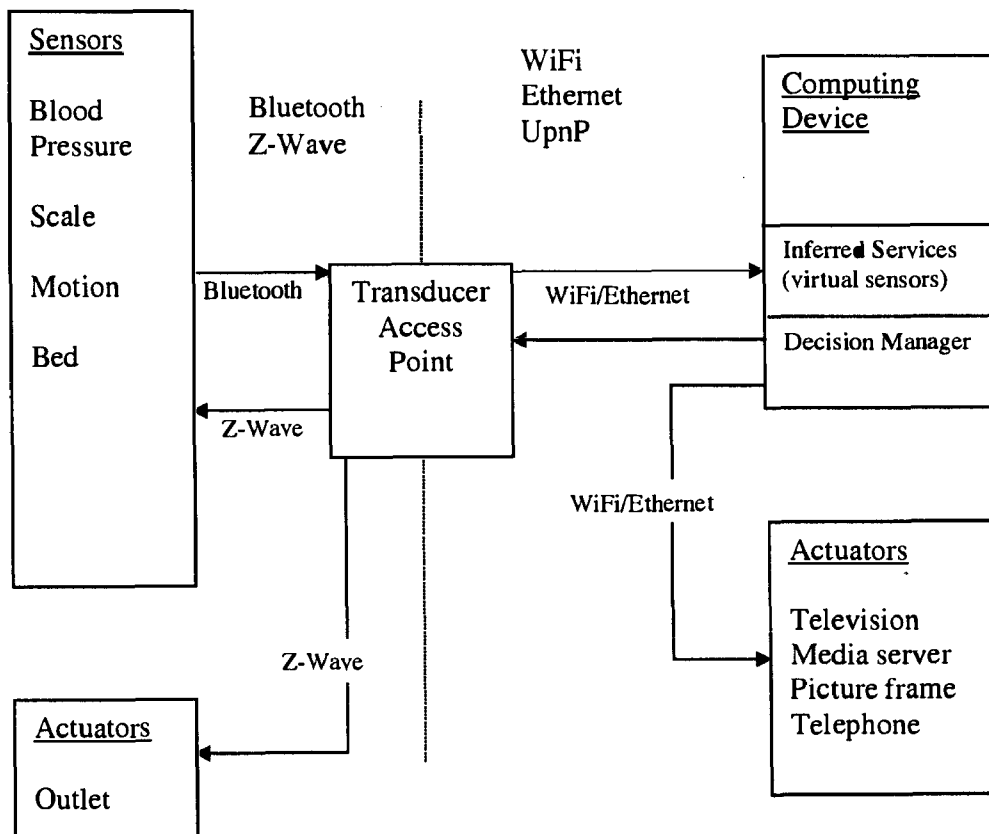 Sensors
Blood
Pressure
Scale
Motion
Bed
Bluetooth
Z-Wave
WiFi
Ethernet
UpnP
Computing
Device
Inferred Services
(virtual sensors)
Decision Manager
Bluetooth
Transducer
Access
Point
WiFi/Ethernet
Z-Wave
WiFi/Ethernet
Z-Wave
Actuators
Outlet
Actuators
Television
Media server
Picture frame
Telephone